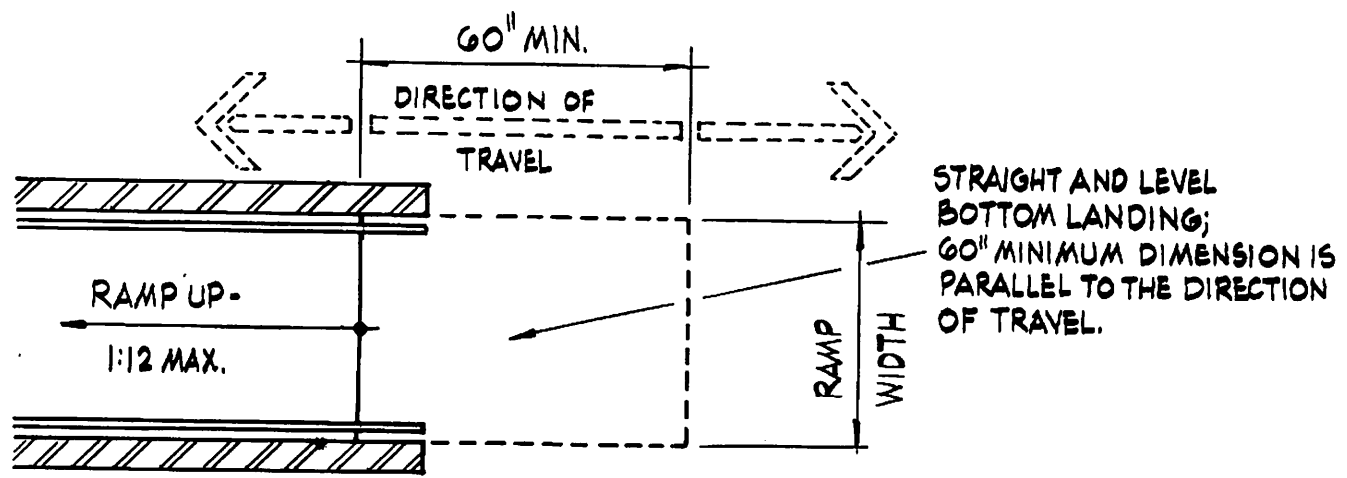 60" MIN.
DIRECTION OF
TRAVEL
STRAIGHT AND LEVEL
BOTTOM LANDING;
60" MINIMUM DIMENSION IS
PARALLEL TO THE DIRECTION
OF TRAVEL.
RAMP UP-
1:12 MAX.
RAMP
WIDTH